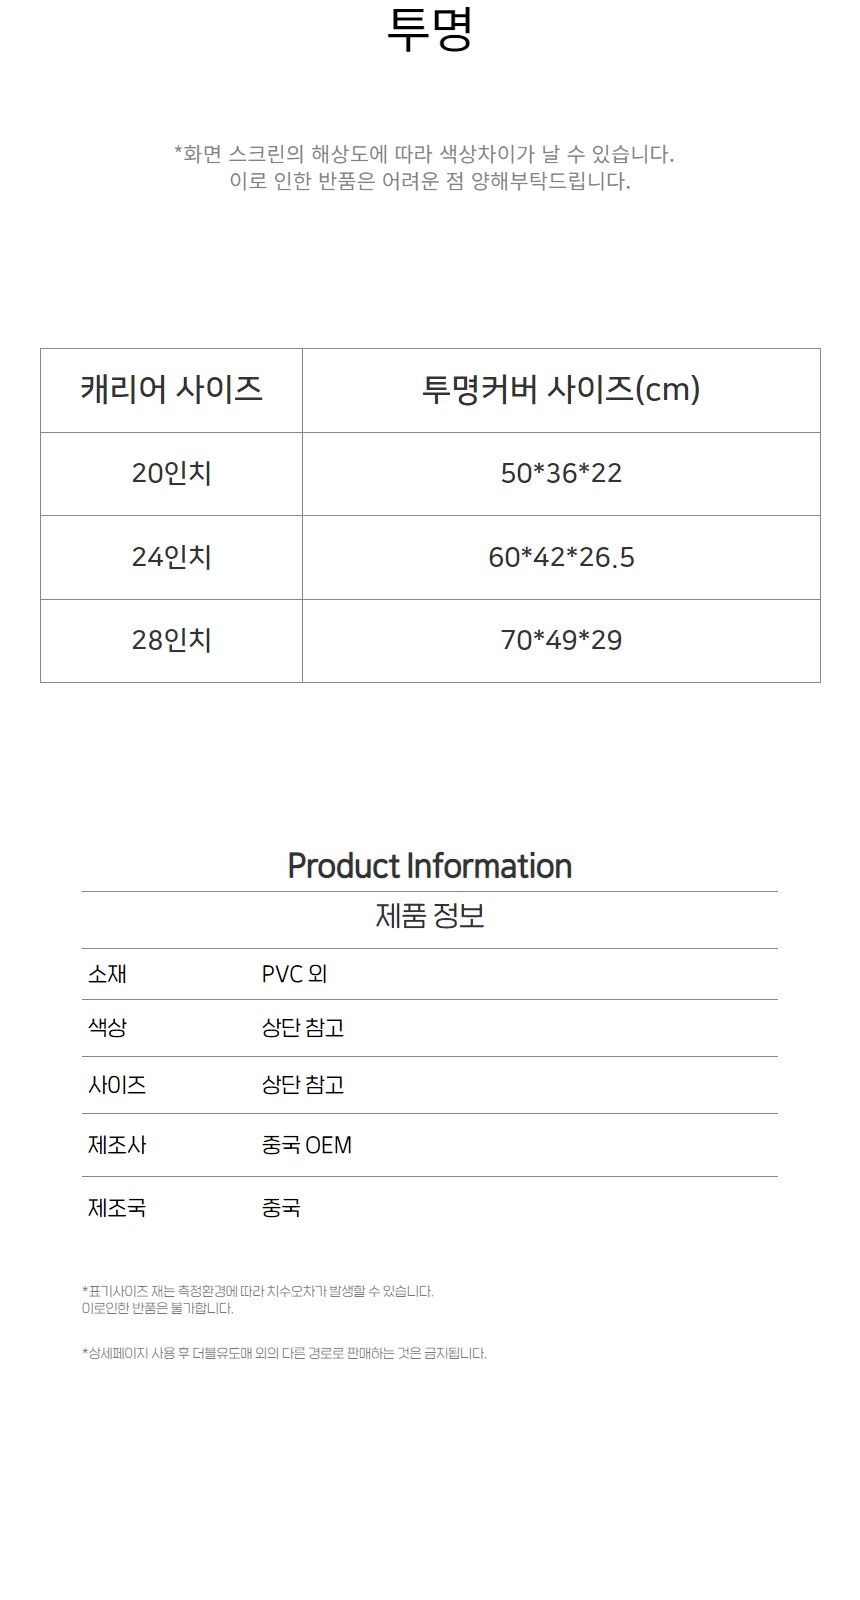 투명
*화면 스크린의 해상도에 따라 색상차이가 날 수 있습니다.
이로 인한 반품은 어려운 점 양해부탁드립니다.
캐리어 사이즈 투명커버 사이즈(cm)
20인치 50*36*22
24인치 60*42*26.5
28인치 70*49*29
Product Information
제품 정보
소재 PVC 외
색상 상단 참고
사이즈 상단 참고
제조사 중국 OEM
제조국 중국
*표기사이즈 재는 측정환경에 따라 치수오차가 발생할 수 있습니다.
이로인한 반품은 불가합니다.
*상세페이지 사용 후 더블유도매 외의 다른 경로로 판매하는 것은 금지됩니다.